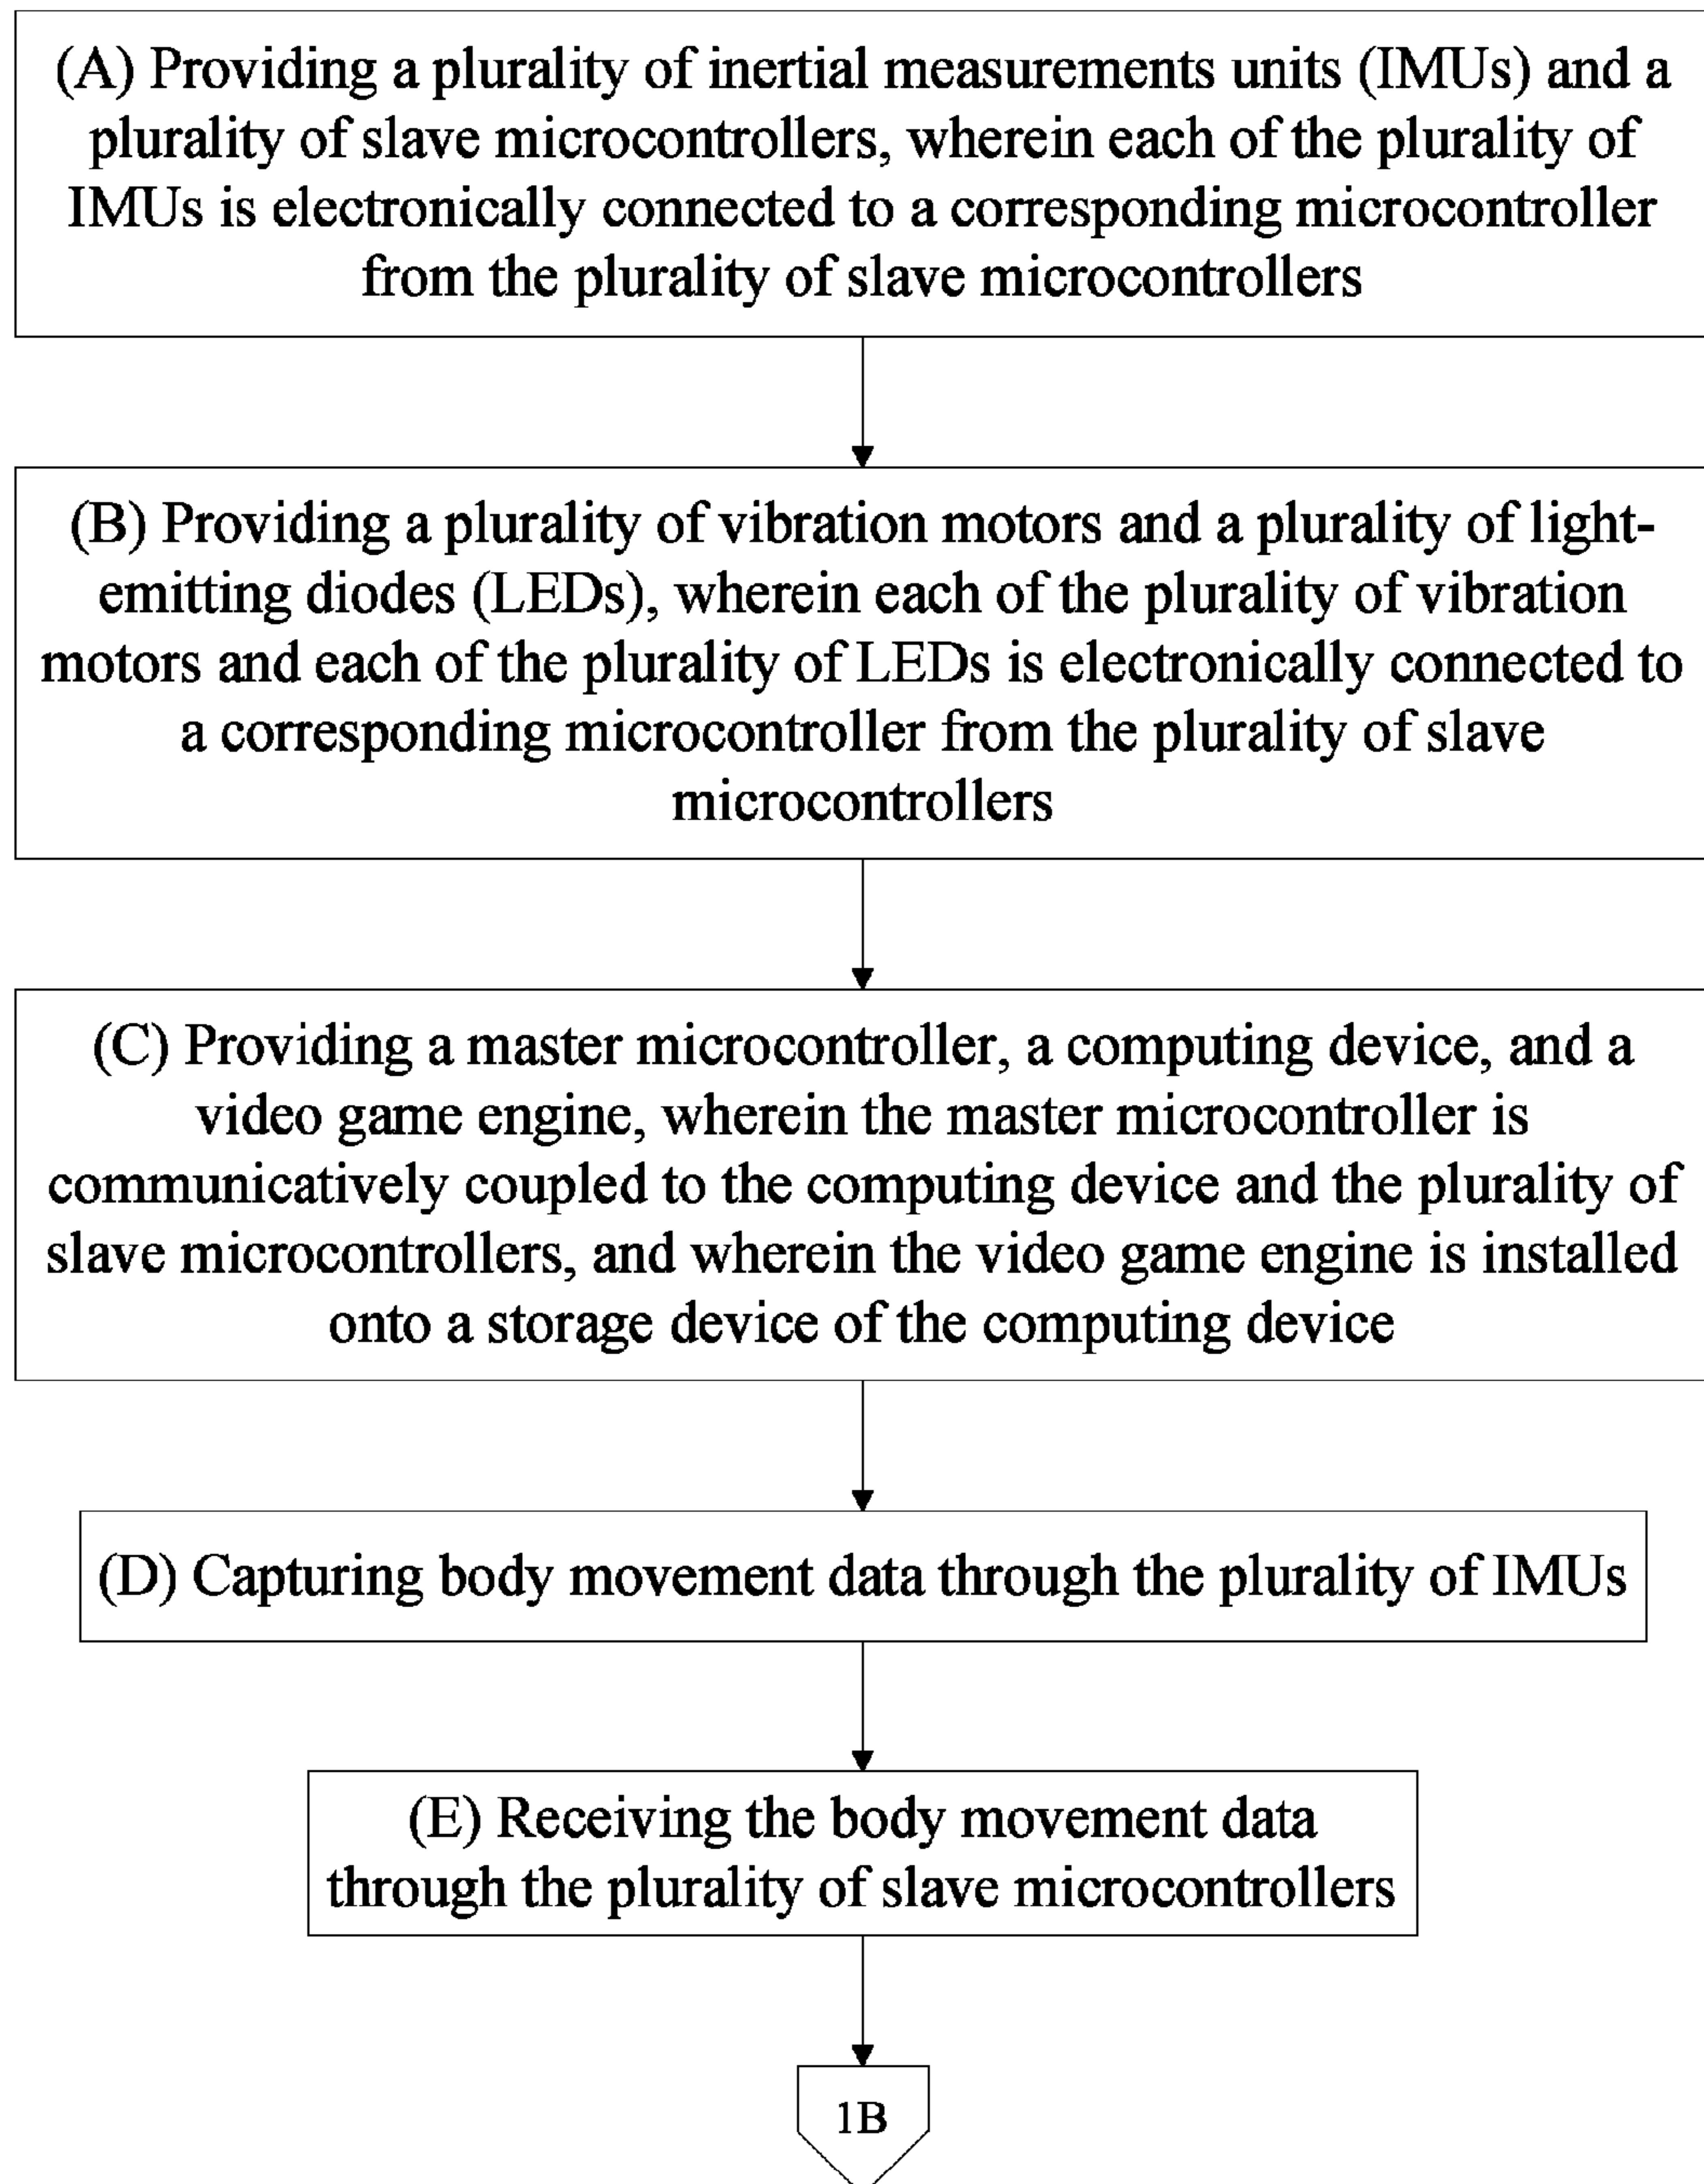 (A) Providing a plurality of inertial measurements units (IMUs) and a
plurality of slave microcontrollers, wherein each of the plurality of
IMUs is electronically connected to a corresponding microcontroller
from the plurality of slave microcontrollers
(B) Providing a plurality of vibration motors and a plurality of light-
emitting diodes (LEDs), wherein each of the plurality of vibration
motors and each of the plurality of LEDs is electronically connected to
a corresponding microcontroller from the plurality of slave
microcontrollers
(C) Providing a master microcontroller, a computing device, and a
video game engine, wherein the master microcontroller is
communicatively coupled to the computing device and the plurality of
slave microcontrollers, and wherein the video game engine is installed
onto a storage device of the computing device
(D) Capturing body movement data through the plurality of IMUs
(E) Receiving the body movement data
through the plurality of slave microcontrollers
1B